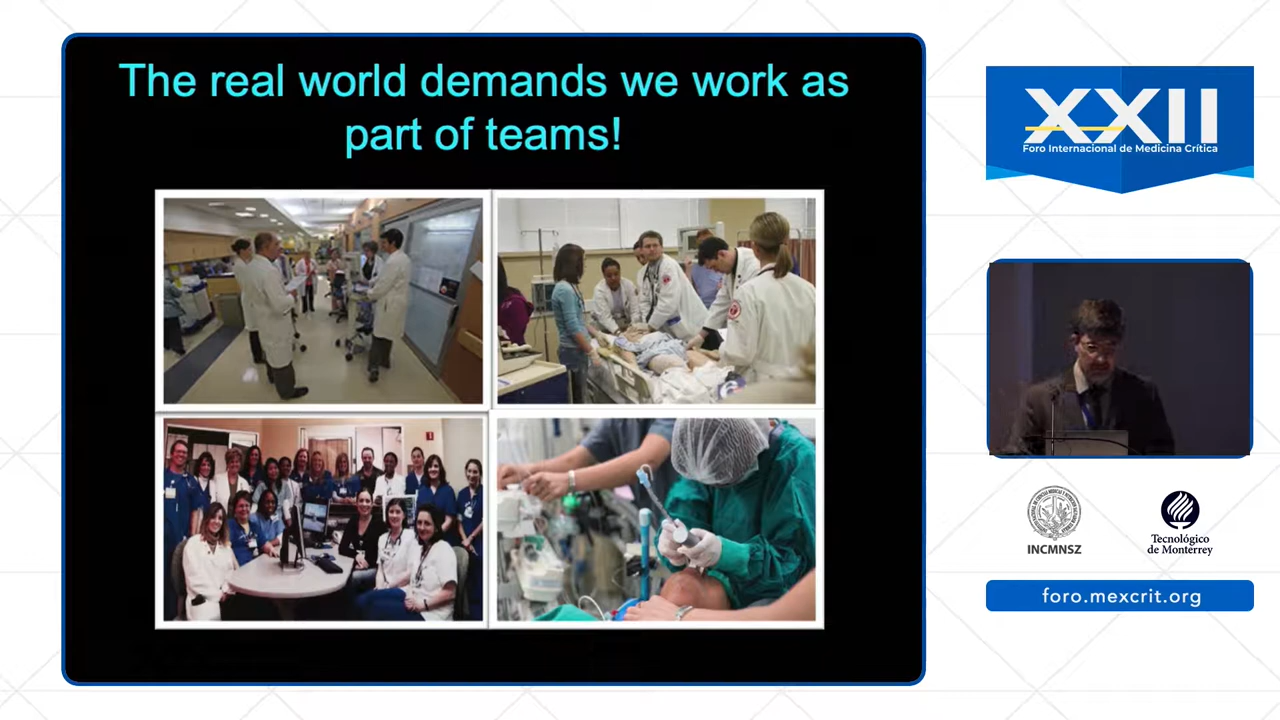 The real world demands we work as
part of teams!
XXII
Foro Internacional de Medicina Crítica
INCMNSZ
Tecnológico
de Monterrey
foro.mexcrit.org